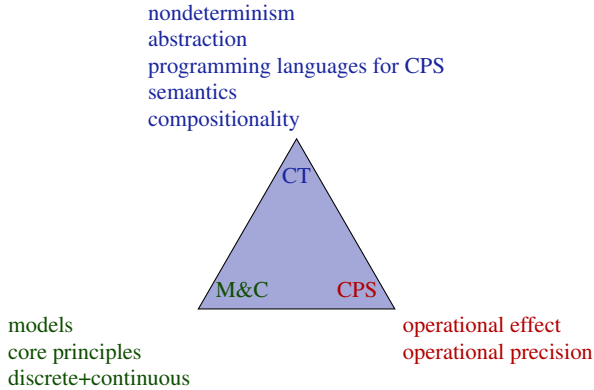 nondeterminism
abstraction
programming languages for CPS
semantics
compositionality
CT
M&C
CPS
models
core principles
discrete+continuous
operational effect
operational precision